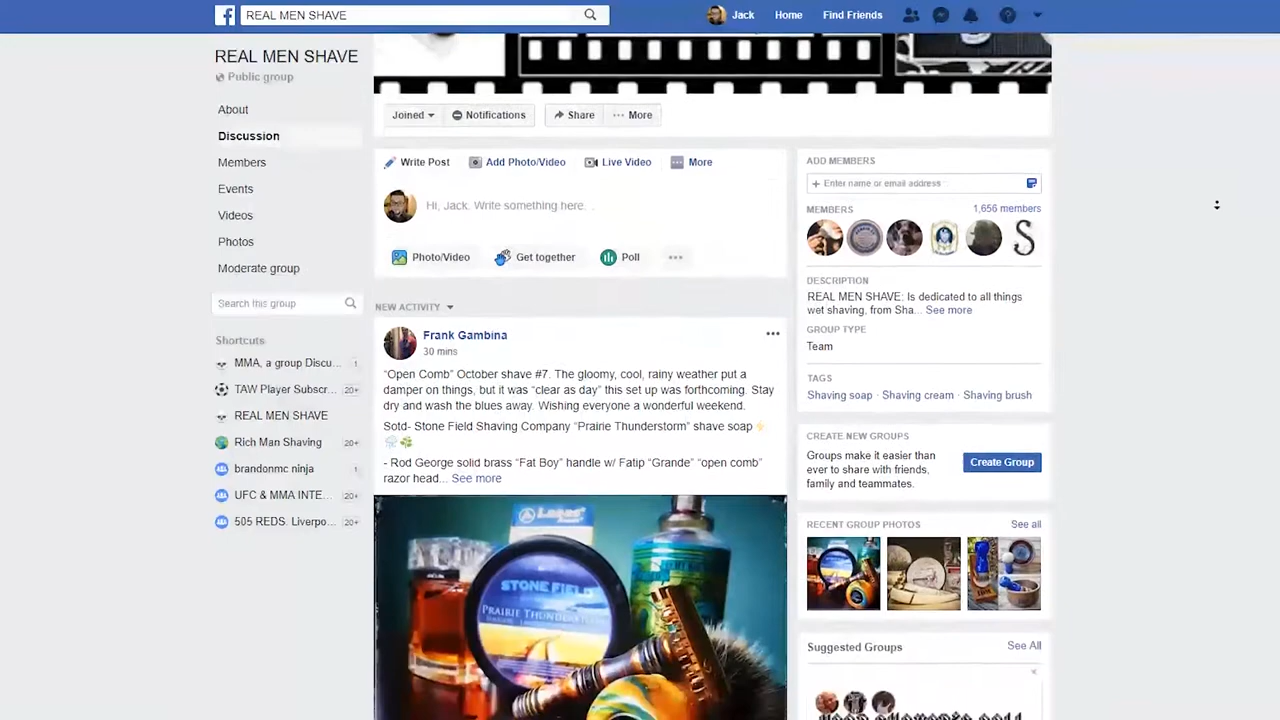 REAL MEN SHAVE
Jack
Home
Find Friends
REAL MEN SHAVE
Public group
About
Discussion
Members
Events
Videos
Photos
Moderate group
Search this group
Shortcuts
MMA, a group Discu... 1
TAW Player Subscr... 20+
REAL MEN SHAVE
Rich Man Shaving 20+
brandonmc ninja 1
UFC & MMA INTE... 20+
505 REDS. Liverpo... 20+
Joined
Notifications
Share
More
Write Post
Add Photo/Video
Live Video
More
Hi, Jack. Write something here. .
Photo/Video
Get together
Poll
NEW ACTIVITY
Frank Gambina
30 mins
“Open Comb” October shave #7. The gloomy, cool, rainy weather put a
damper on things, but it was “clear as day” this set up was forthcoming. Stay
dry and wash the blues away. Wishing everyone a wonderful weekend.
Sotd- Stone Field Shaving Company “Prairie Thunderstorm” shave soap⚡
🌧️🌿
- Rod George solid brass “Fat Boy” handle w/ Fatip “Grande” “open comb”
razor head... See more
STONE FIELD
PRAIRIE
ADD MEMBERS
+ Enter name or email address
MEMBERS
1,656 members
DESCRIPTION
REAL MEN SHAVE: Is dedicated to all things
wet shaving, from Sha... See more
GROUP TYPE
Team
TAGS
Shaving soap · Shaving cream · Shaving brush
CREATE NEW GROUPS
Groups make it easier than
ever to share with friends,
family and teammates.
Create Group
RECENT GROUP PHOTOS
See all
Suggested Groups
See All